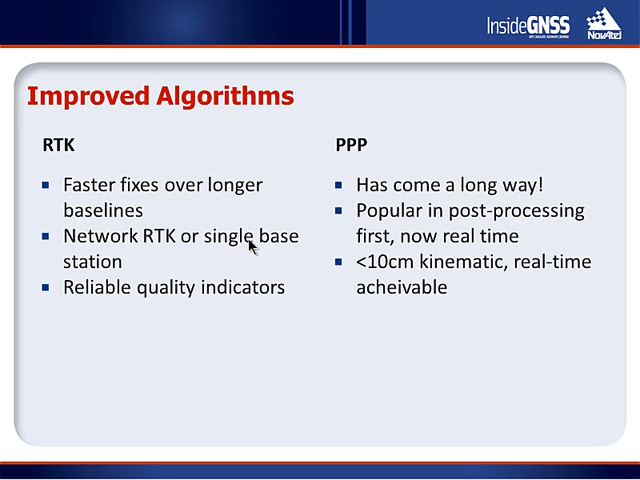 InsideGNSS
NovAtel
Improved Algorithms
RTK
Faster fixes over longer
baselines
Network RTK or single base
station
Reliable quality indicators
PPP
Has come a long way!
Popular in post-processing
first, now real time
<10cm kinematic, real-time
acheivable